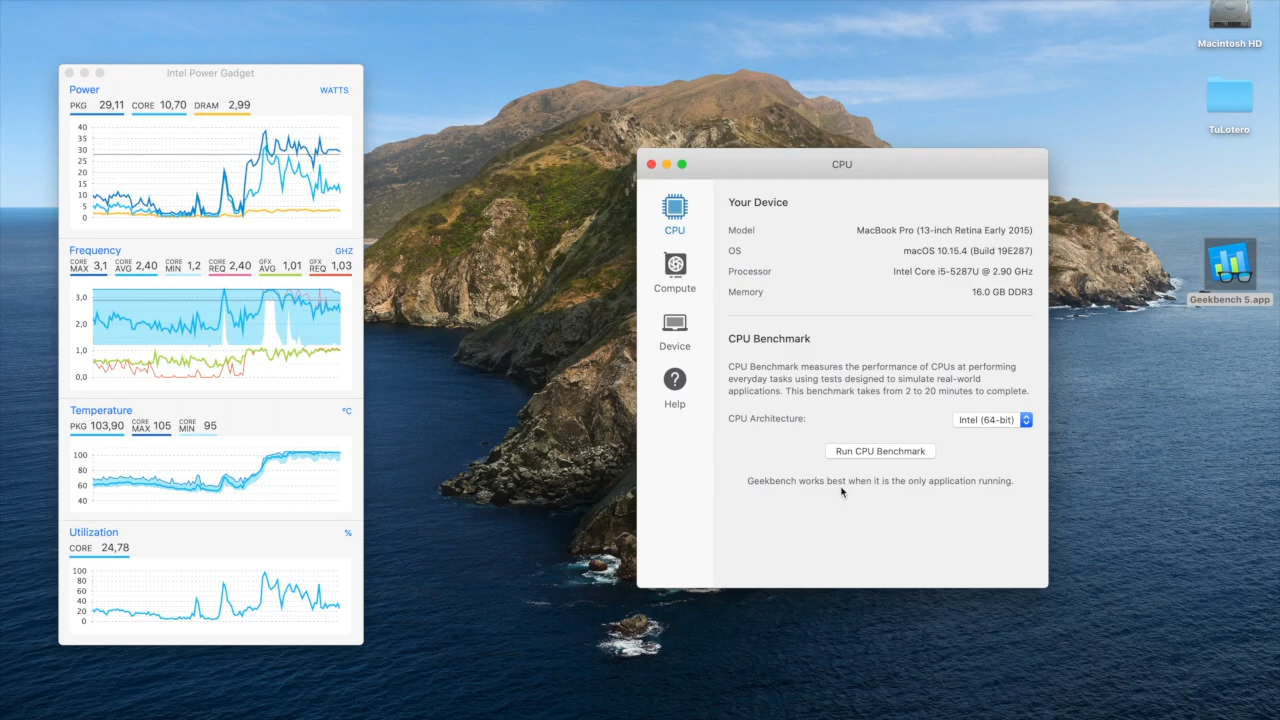 Intel Power Gadget
Power WATTS
PKG 29,11 CORE 10,70 DRAM 2,99
40
35
30
25
20
15
10
5
0
Frequency GHZ
CORE MAX 3,1 CORE AVG 2,40 CORE MIN 1,2 CORE REQ 2,40 GFX AVG 1,01 GFX REQ 1,03
3,0
2,0
1,0
0,0
Temperature °C
PKG 103,90 CORE MAX 105 CORE MIN 95
100
80
60
40
Utilization %
CORE 24,78
100
80
60
40
20
0
CPU
CPU
Compute
Device
Help
Your Device
Model MacBook Pro (13-inch Retina Early 2015)
OS macOS 10.15.4 (Build 19E287)
Processor Intel Core i5-5287U @ 2.90 GHz
Memory 16.0 GB DDR3
CPU Benchmark
CPU Benchmark measures the performance of CPUs at performing
everyday tasks using tests designed to simulate real-world
applications. This benchmark takes from 2 to 20 minutes to complete.
CPU Architecture: Intel (64-bit)
Run CPU Benchmark
Geekbench works best when it is the only application running.
Macintosh HD
TuLotero
Geekbench 5.app